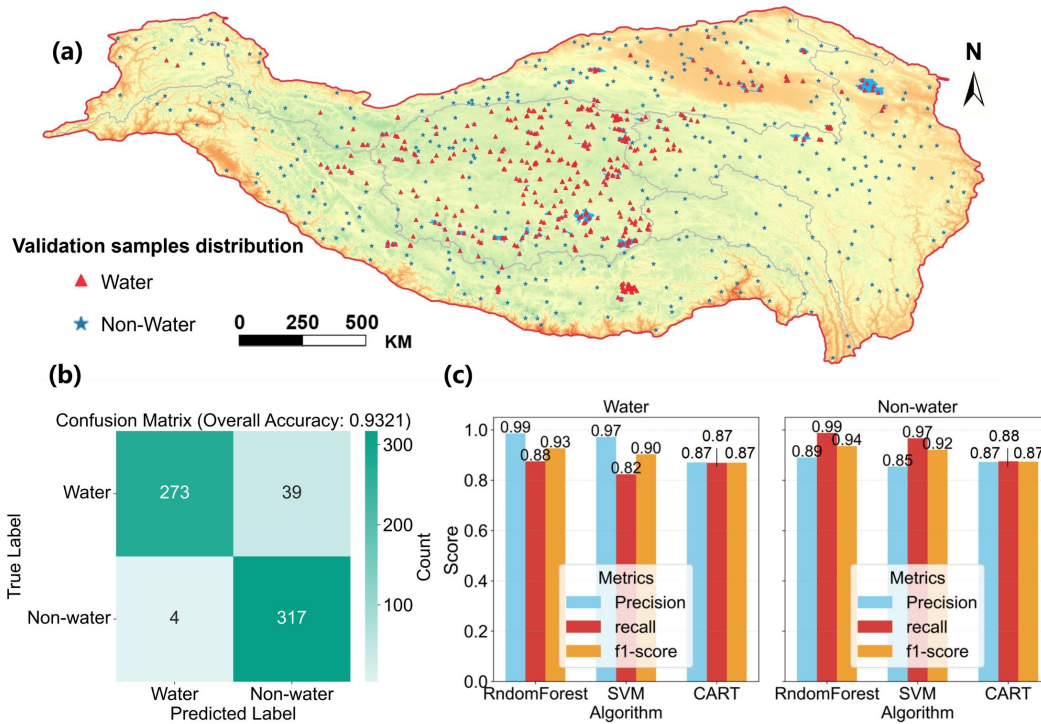 (a)
N
Validation samples distribution
Water
Non-Water
0 250 500
KM
(b)
Confusion Matrix (Overall Accuracy: 0.9321)
True Label
Water
Non-water
273 39
4 317
Water Non-water
Predicted Label
300
200
100
Count
(c)
Water
Score
1.0
0.8
0.6
0.4
0.2
0.0
0.99 0.88 0.93
0.97 0.82 0.90
0.87 0.87 0.87
Metrics
Precision
recall
f1-score
RndomForest SVM CART
Algorithm
Non-water
0.89 0.99 0.94
0.85 0.97 0.92
0.87 0.88 0.87
Metrics
Precision
recall
f1-score
RndomForest SVM CART
Algorithm